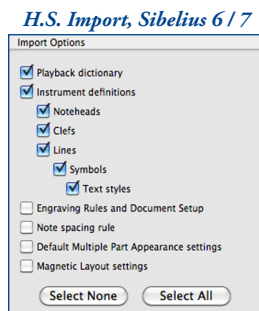 H.S. Import, Sibelius 6 / 7
Import Options
Playback dictionary
Instrument definitions
Noteheads
Clefs
Lines
Symbols
Text styles
Engraving Rules and Document Setup
Note spacing rule
Default Multiple Part Appearance settings
Magnetic Layout settings
Select None Select All